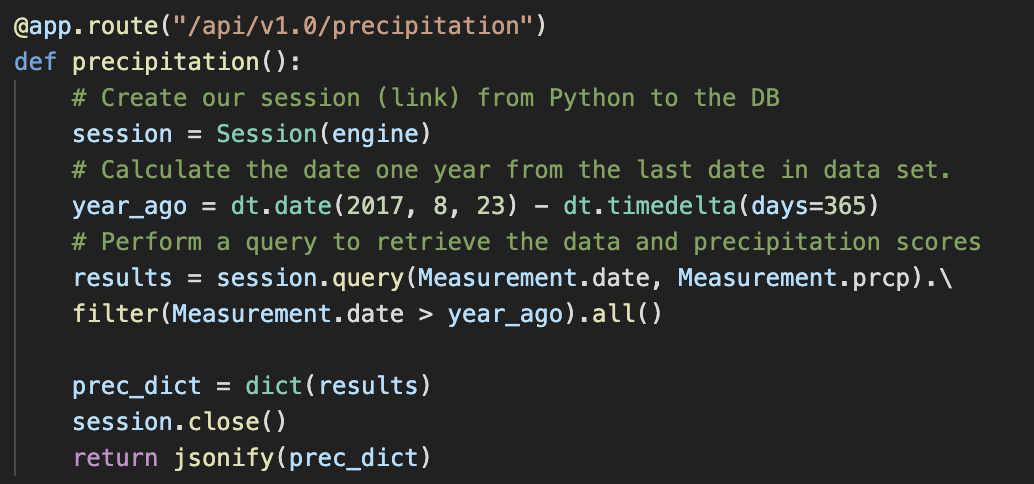 @app.route("/api/v1.0/precipitation")
def precipitation():
    # Create our session (link) from Python to the DB
    session = Session(engine)
    # Calculate the date one year from the last date in data set.
    year_ago = dt.date(2017, 8, 23) - dt.timedelta(days=365)
    # Perform a query to retrieve the data and precipitation scores
    results = session.query(Measurement.date, Measurement.prcp).\
    filter(Measurement.date > year_ago).all()
    prec_dict = dict(results)
    session.close()
    return jsonify(prec_dict)